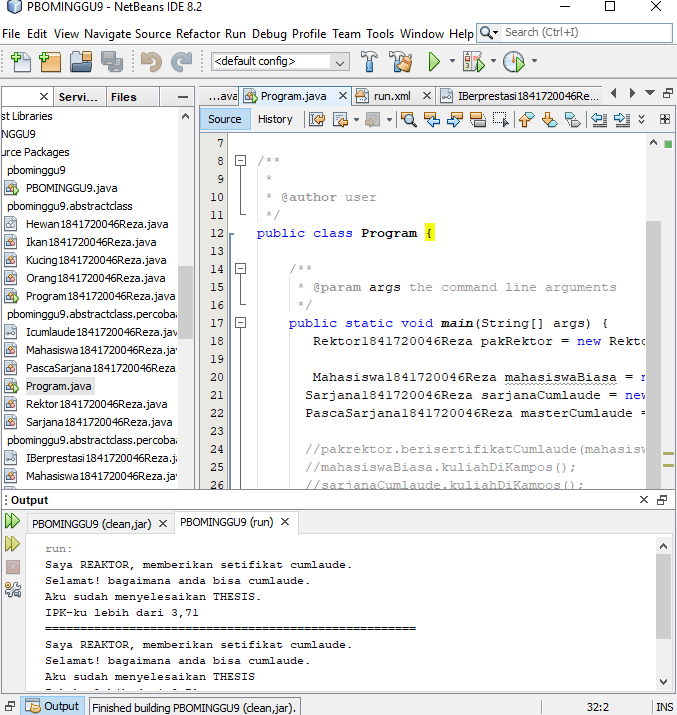 PBOMINGGU9 - NetBeans IDE 8.2
File Edit View Navigate Source Refactor Run Debug Profile Team Tools Window Help
Search (Ctrl+I)
<default config>
Servi... Files
...ava Program.java run.xml IBerprestasi1841720046Re...
Source History
st Libraries
NGGU9
urce Packages
pbominggu9
PBOMINGGU9.java
pbominggu9.abstractclass
Hewan1841720046Reza.java
Ikan1841720046Reza.java
Kucing1841720046Reza.java
Orang1841720046Reza.java
Program1841720046Reza.java
pbominggu9.abstractclass.percoba
Icumlaude1841720046Reza.java
Mahasiswa1841720046Reza.ja
PascaSarjana1841720046Reza.
Program.java
Rektor1841720046Reza.java
Sarjana1841720046Reza.java
pbominggu9.abstractclass.percoba
IBerprestasi1841720046Reza.ja
Mahasiswa1841720046Reza.ja
7
8 /**
9 *
10 * @author user
11 */
12 public class Program {
13
14 /**
15 * @param args the command line arguments
16 */
17 public static void main(String[] args) {
18 Rektor1841720046Reza pakRektor = new Rekto
19
20 Mahasiswa1841720046Reza mahasiswaBiasa = n
21 Sarjana1841720046Reza sarjanaCumlaude = new
22 PascaSarjana1841720046Reza masterCumlaude =
23
24 //pakrektor.berisertifikatCumlaude(mahasisw
25 //mahasiswaBiasa.kuliahDiKampos();
26 //sarjanaCumlaude.kuliahDiKampos();
Output
PBOMINGGU9 (clean,jar) PBOMINGGU9 (run)
run:
Saya REAKTOR, memberikan setifikat cumlaude.
Selamat! bagaimana anda bisa cumlaude.
Aku sudah menyelesaikan THESIS.
IPK-ku lebih dari 3,71
=====================================================
Saya REAKTOR, memberikan setifikat cumlaude.
Selamat! bagaimana anda bisa cumlaude.
Aku sudah menyelesaikan THESIS
Output Finished building PBOMINGGU9 (clean,jar). 32:2 INS